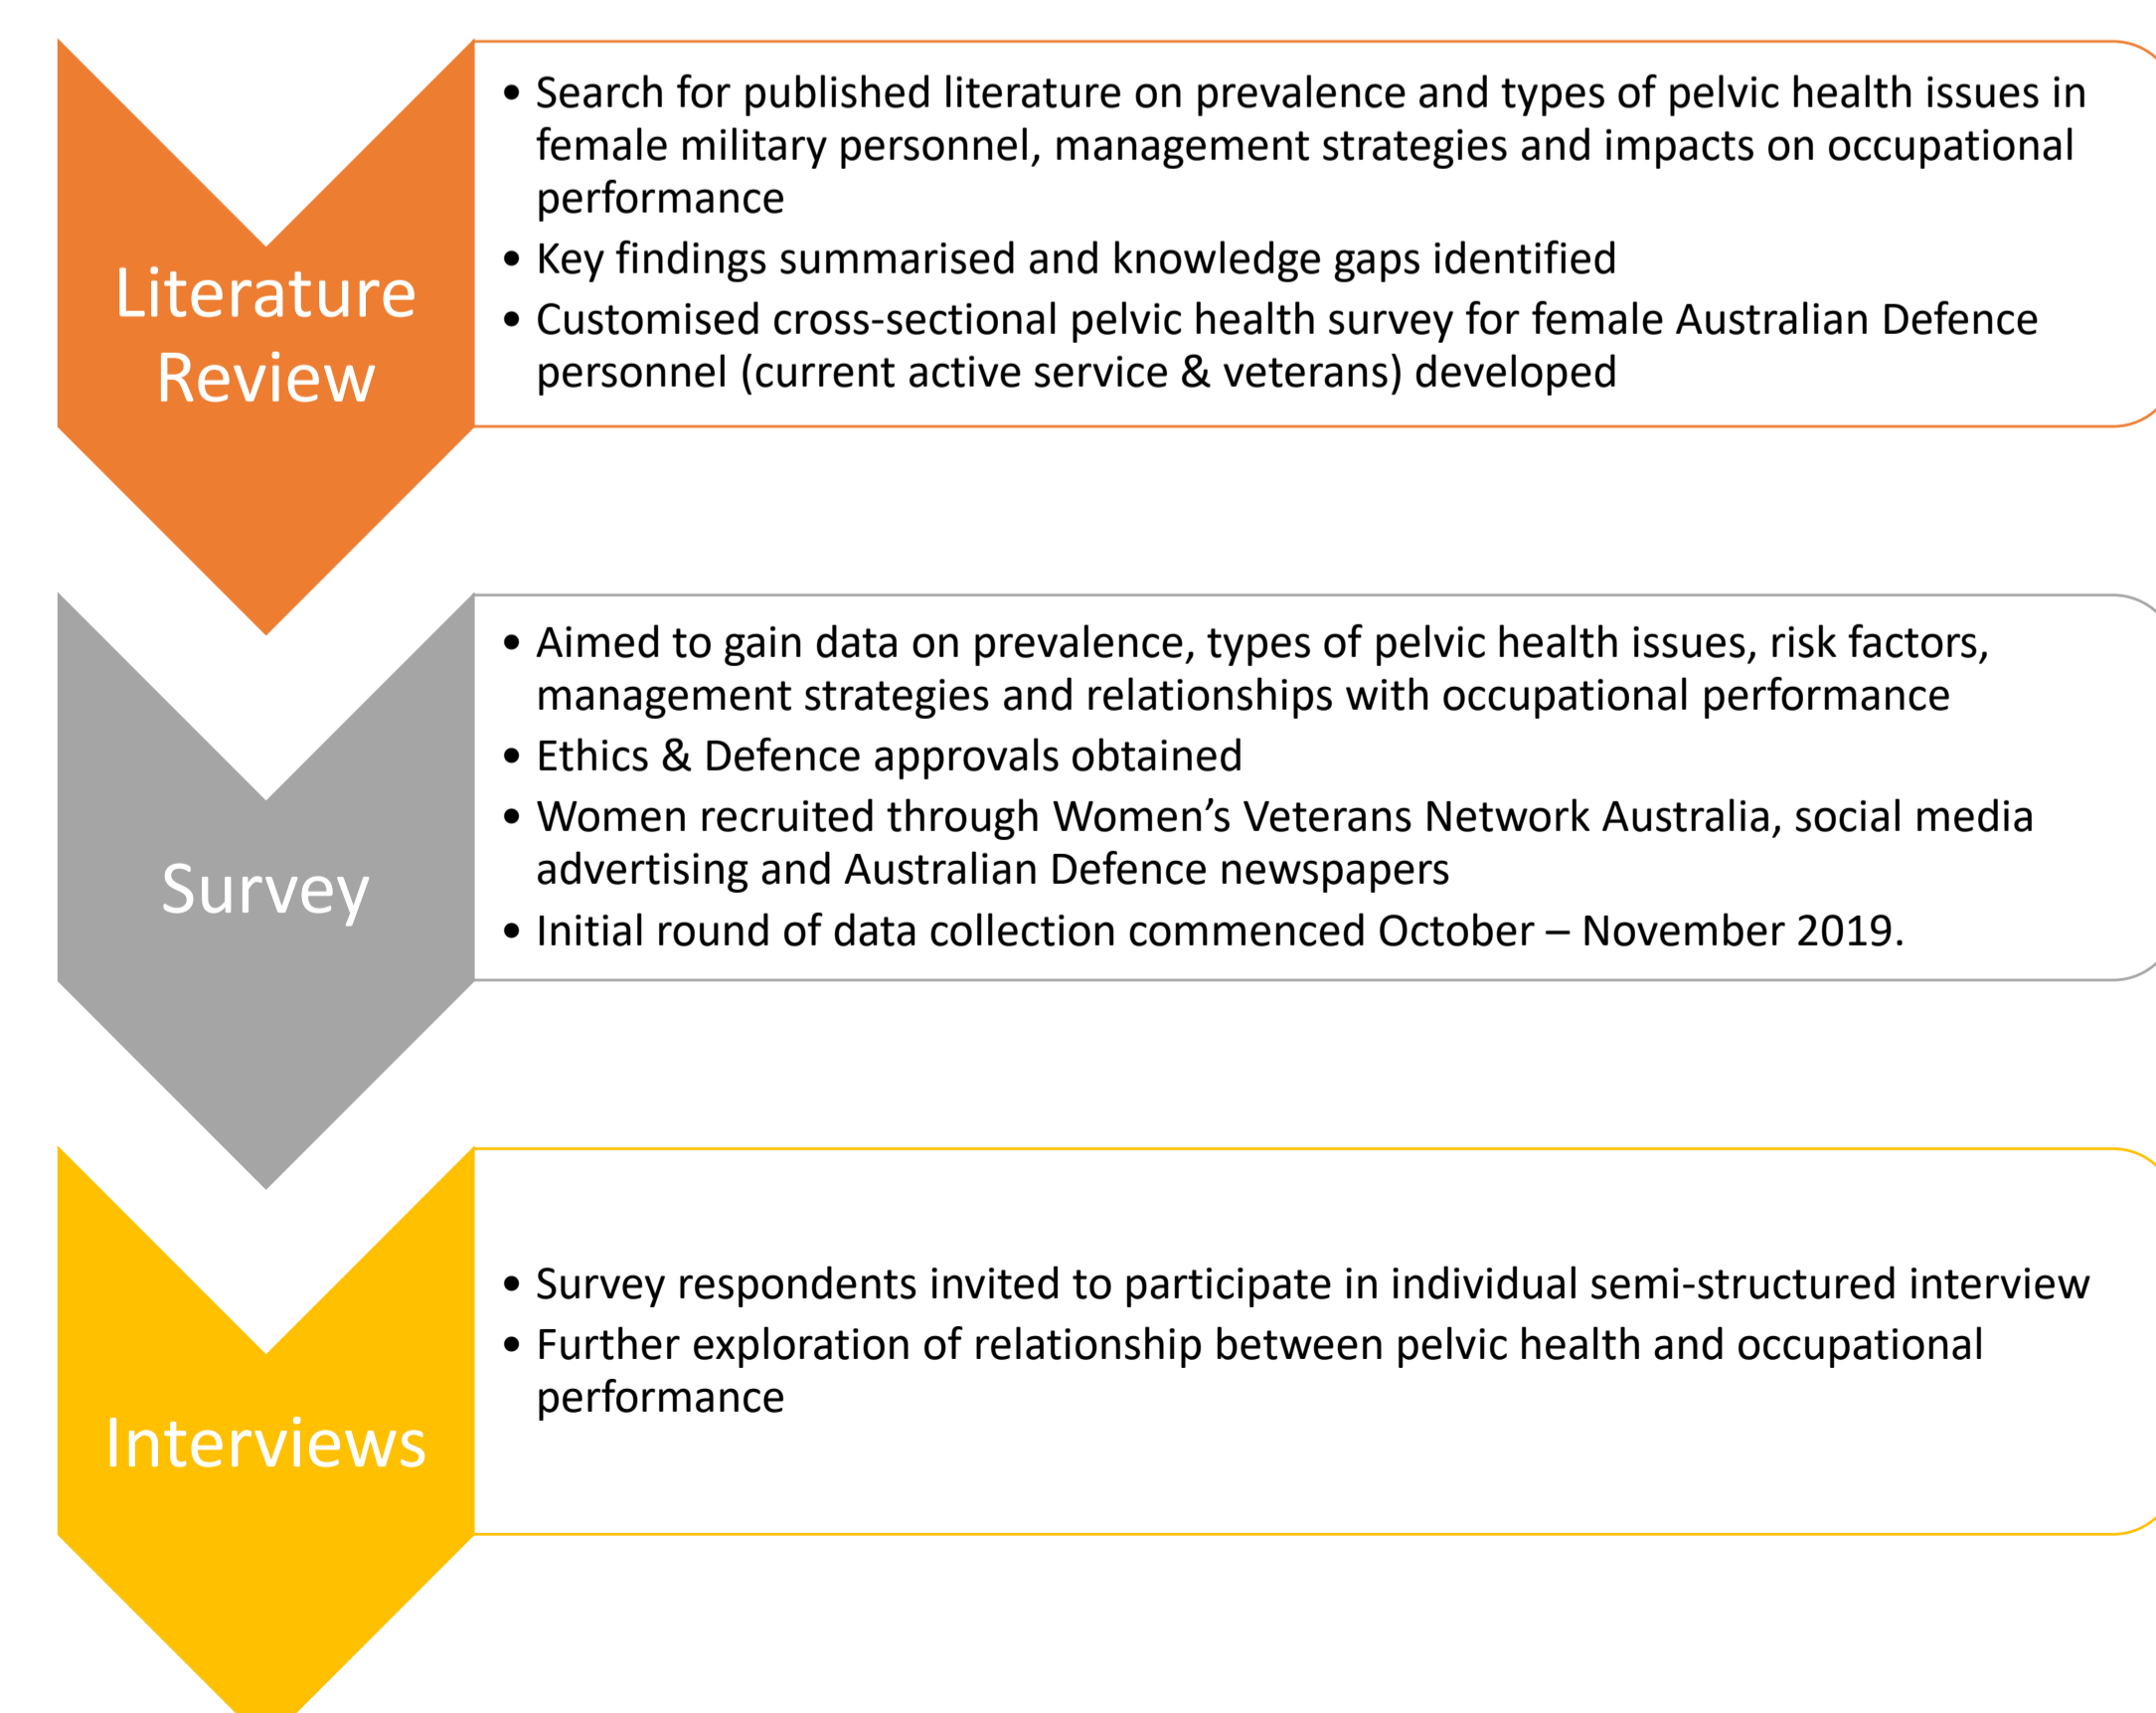 Literature
Review
• Search for published literature on prevalence and types of pelvic health issues in
female military personnel, management strategies and impacts on occupational
performance
• Key findings summarised and knowledge gaps identified
• Customised cross-sectional pelvic health survey for female Australian Defence
personnel (current active service & veterans) developed
Survey
• Aimed to gain data on prevalence, types of pelvic health issues, risk factors,
management strategies and relationships with occupational performance
• Ethics & Defence approvals obtained
• Women recruited through Women’s Veterans Network Australia, social media
advertising and Australian Defence newspapers
• Initial round of data collection commenced October – November 2019.
Interviews
• Survey respondents invited to participate in individual semi-structured interview
• Further exploration of relationship between pelvic health and occupational
performance